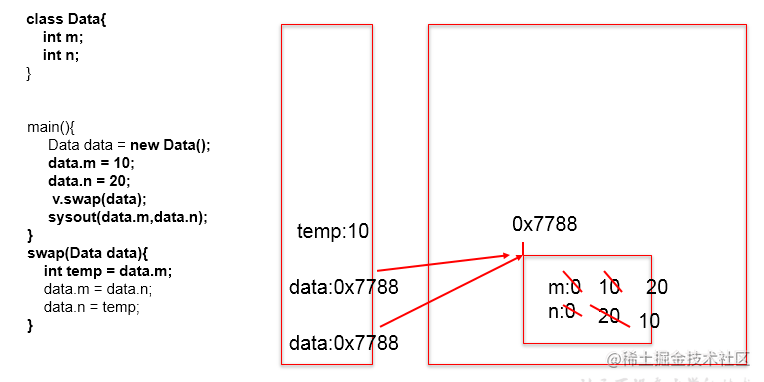 class Data{
int m;
int n;
}
main(){
Data data = new Data();
data.m = 10;
data.n = 20;
v.swap(data);
sysout(data.m,data.n);
}
swap(Data data){
int temp = data.m;
data.m = data.n;
data.n = temp;
}
temp:10
data:0x7788
data:0x7788
0x7788
m:0 10 20
n:0 20 10
@稀土掘金技术社区